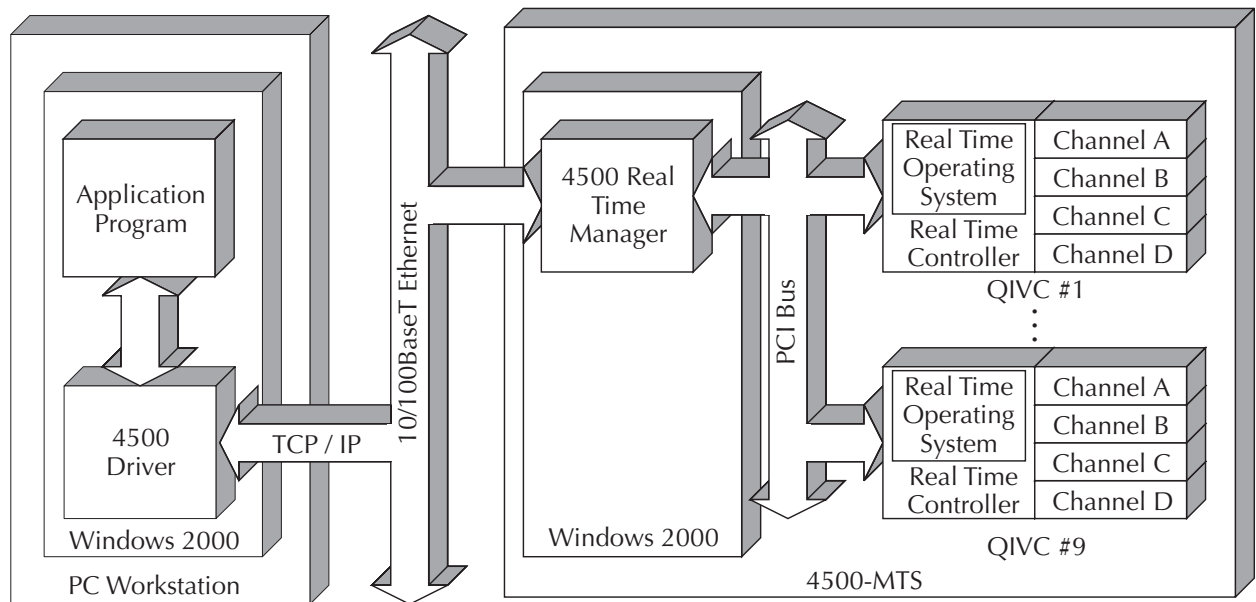 Application
Program
4500
Driver
Windows 2000
PC Workstation
TCP / IP
10/100BaseT Ethernet
4500 Real
Time
Manager
Windows 2000
PCI Bus
Real Time
Operating
System
Real Time
Controller
Channel A
Channel B
Channel C
Channel D
QIVC #1
Real Time
Operating
System
Real Time
Controller
Channel A
Channel B
Channel C
Channel D
QIVC #9
4500-MTS